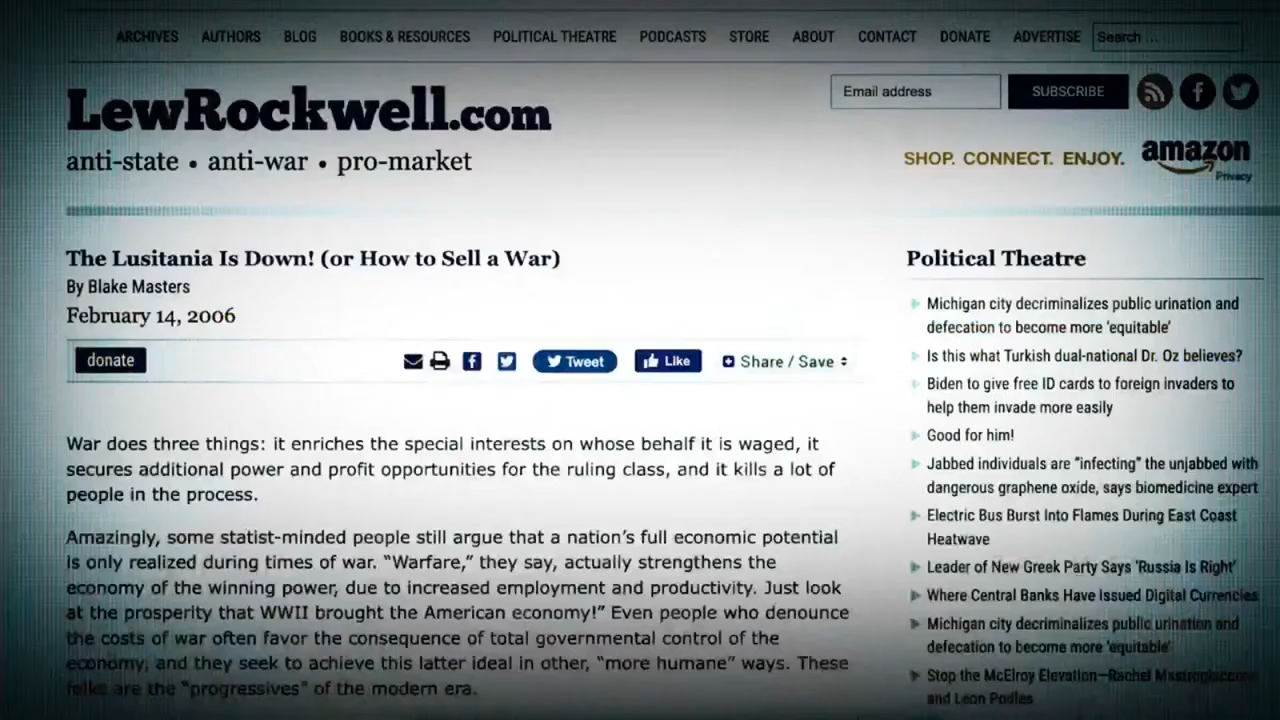 ARCHIVES AUTHORS BLOG BOOKS & RESOURCES POLITICAL THEATRE PODCASTS STORE ABOUT CONTACT DONATE ADVERTISE Search ...
LewRockwell.com
anti-state • anti-war • pro-market
Email address SUBSCRIBE
SHOP. CONNECT. ENJOY. amazon
Privacy
The Lusitania Is Down! (or How to Sell a War)
By Blake Masters
February 14, 2006
donate Tweet Like Share / Save
War does three things: it enriches the special interests on whose behalf it is waged, it
secures additional power and profit opportunities for the ruling class, and it kills a lot of
people in the process.
Amazingly, some statist-minded people still argue that a nation's full economic potential
is only realized during times of war. "Warfare," they say, actually strengthens the
economy of the winning power, due to increased employment and productivity. Just look
at the prosperity that WWII brought the American economy!" Even people who denounce
the costs of war often favor the consequence of total governmental control of the
economy, and they seek to achieve this latter ideal in other, "more humane" ways. These
folks are the "progressives" of the modern era.
Political Theatre
Michigan city decriminalizes public urination and
defecation to become more 'equitable'
Is this what Turkish dual-national Dr. Oz believes?
Biden to give free ID cards to foreign invaders to
help them invade more easily
Good for him!
Jabbed individuals are "infecting" the unjabbed with
dangerous graphene oxide, says biomedicine expert
Electric Bus Burst Into Flames During East Coast
Heatwave
Leader of New Greek Party Says 'Russia Is Right'
Where Central Banks Have Issued Digital Currencies
Michigan city decriminalizes public urination and
defecation to become more 'equitable'
Stop the McElroy Elevation—Rachel
and Leon Podles